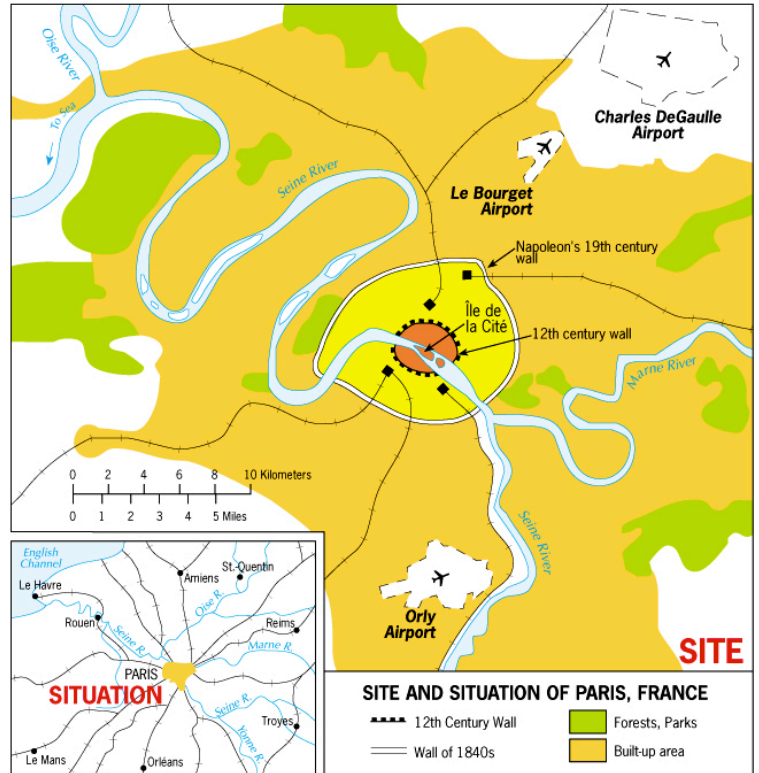 Oise River
To Sea
Seine River
Charles DeGaulle
Airport
Le Bourget
Airport
Napoleon's 19th century
wall
Île de
la Cité
12th century wall
Marne River
0 2 4 6 8 10 Kilometers
0 1 2 3 4 5 Miles
Seine River
Orly
Airport
SITE
English
Channel
Le Havre
Rouen
Amiens
St.-Quentin
Oise R.
Reims
Seine R.
Marne R.
PARIS
SITUATION
Seine R.
Troyes
Yonne R.
Le Mans
Orléans
SITE AND SITUATION OF PARIS, FRANCE
12th Century Wall
Forests, Parks
Wall of 1840s
Built-up area